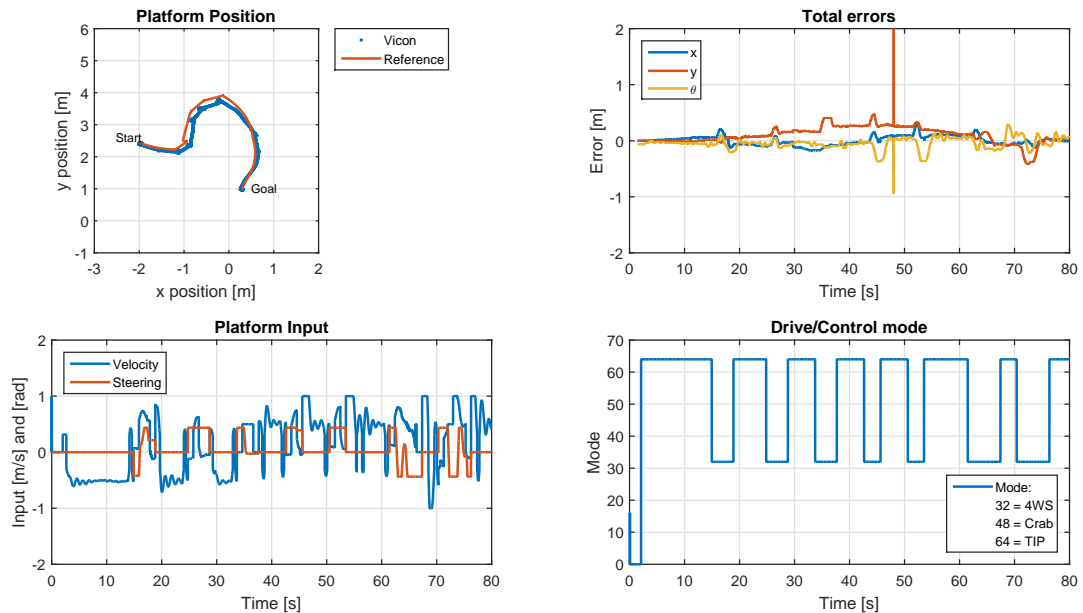 Platform Position
6
5
4
3
2
1
0
-1
-3
-2
-1
0
1
2
y position [m]
x position [m]
Start
Goal
Vicon
Reference
Total errors
2
1
0
-1
-2
0
10
20
30
40
50
60
70
80
Error [m]
Time [s]
x
y
θ
Platform Input
2
1
0
-1
-2
0
10
20
30
40
50
60
70
80
Input [m/s] and [rad]
Time [s]
Velocity
Steering
Drive/Control mode
70
60
50
40
30
20
10
0
0
10
20
30
40
50
60
70
80
Mode
Time [s]
Mode:
32 = 4WS
48 = Crab
64 = TIP